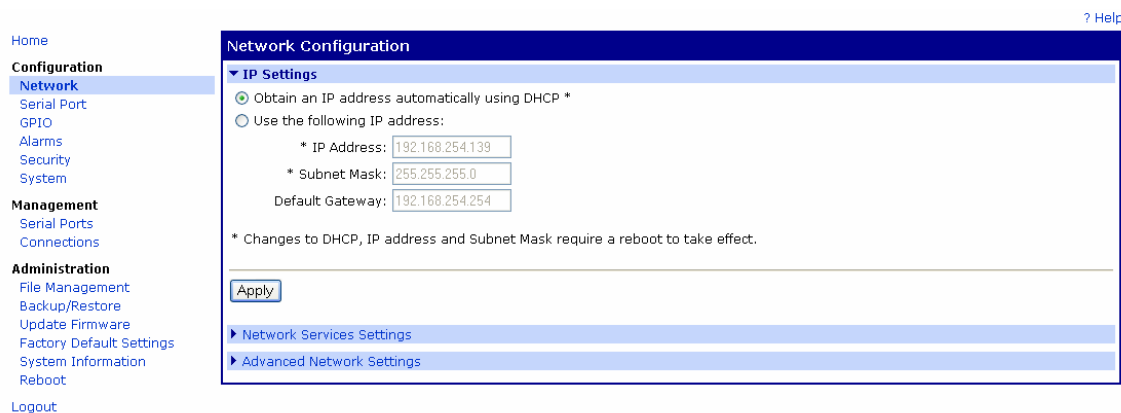 ? Help
Home
Configuration
Network
Serial Port
GPIO
Alarms
Security
System
Management
Serial Ports
Connections
Administration
File Management
Backup/Restore
Update Firmware
Factory Default Settings
System Information
Reboot
Logout
Network Configuration
IP Settings
Obtain an IP address automatically using DHCP *
Use the following IP address:
* IP Address: 192.168.254.139
* Subnet Mask: 255.255.255.0
Default Gateway: 192.168.254.254
* Changes to DHCP, IP address and Subnet Mask require a reboot to take effect.
Apply
Network Services Settings
Advanced Network Settings